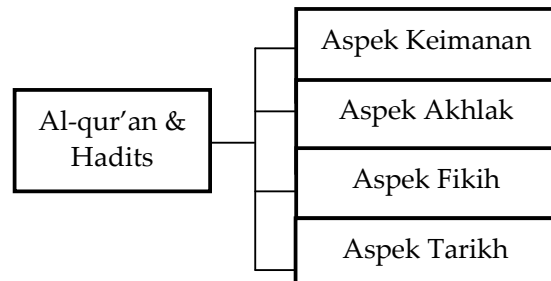 Al-qur’an &
Hadits
Aspek Keimanan
Aspek Akhlak
Aspek Fikih
Aspek Tarikh